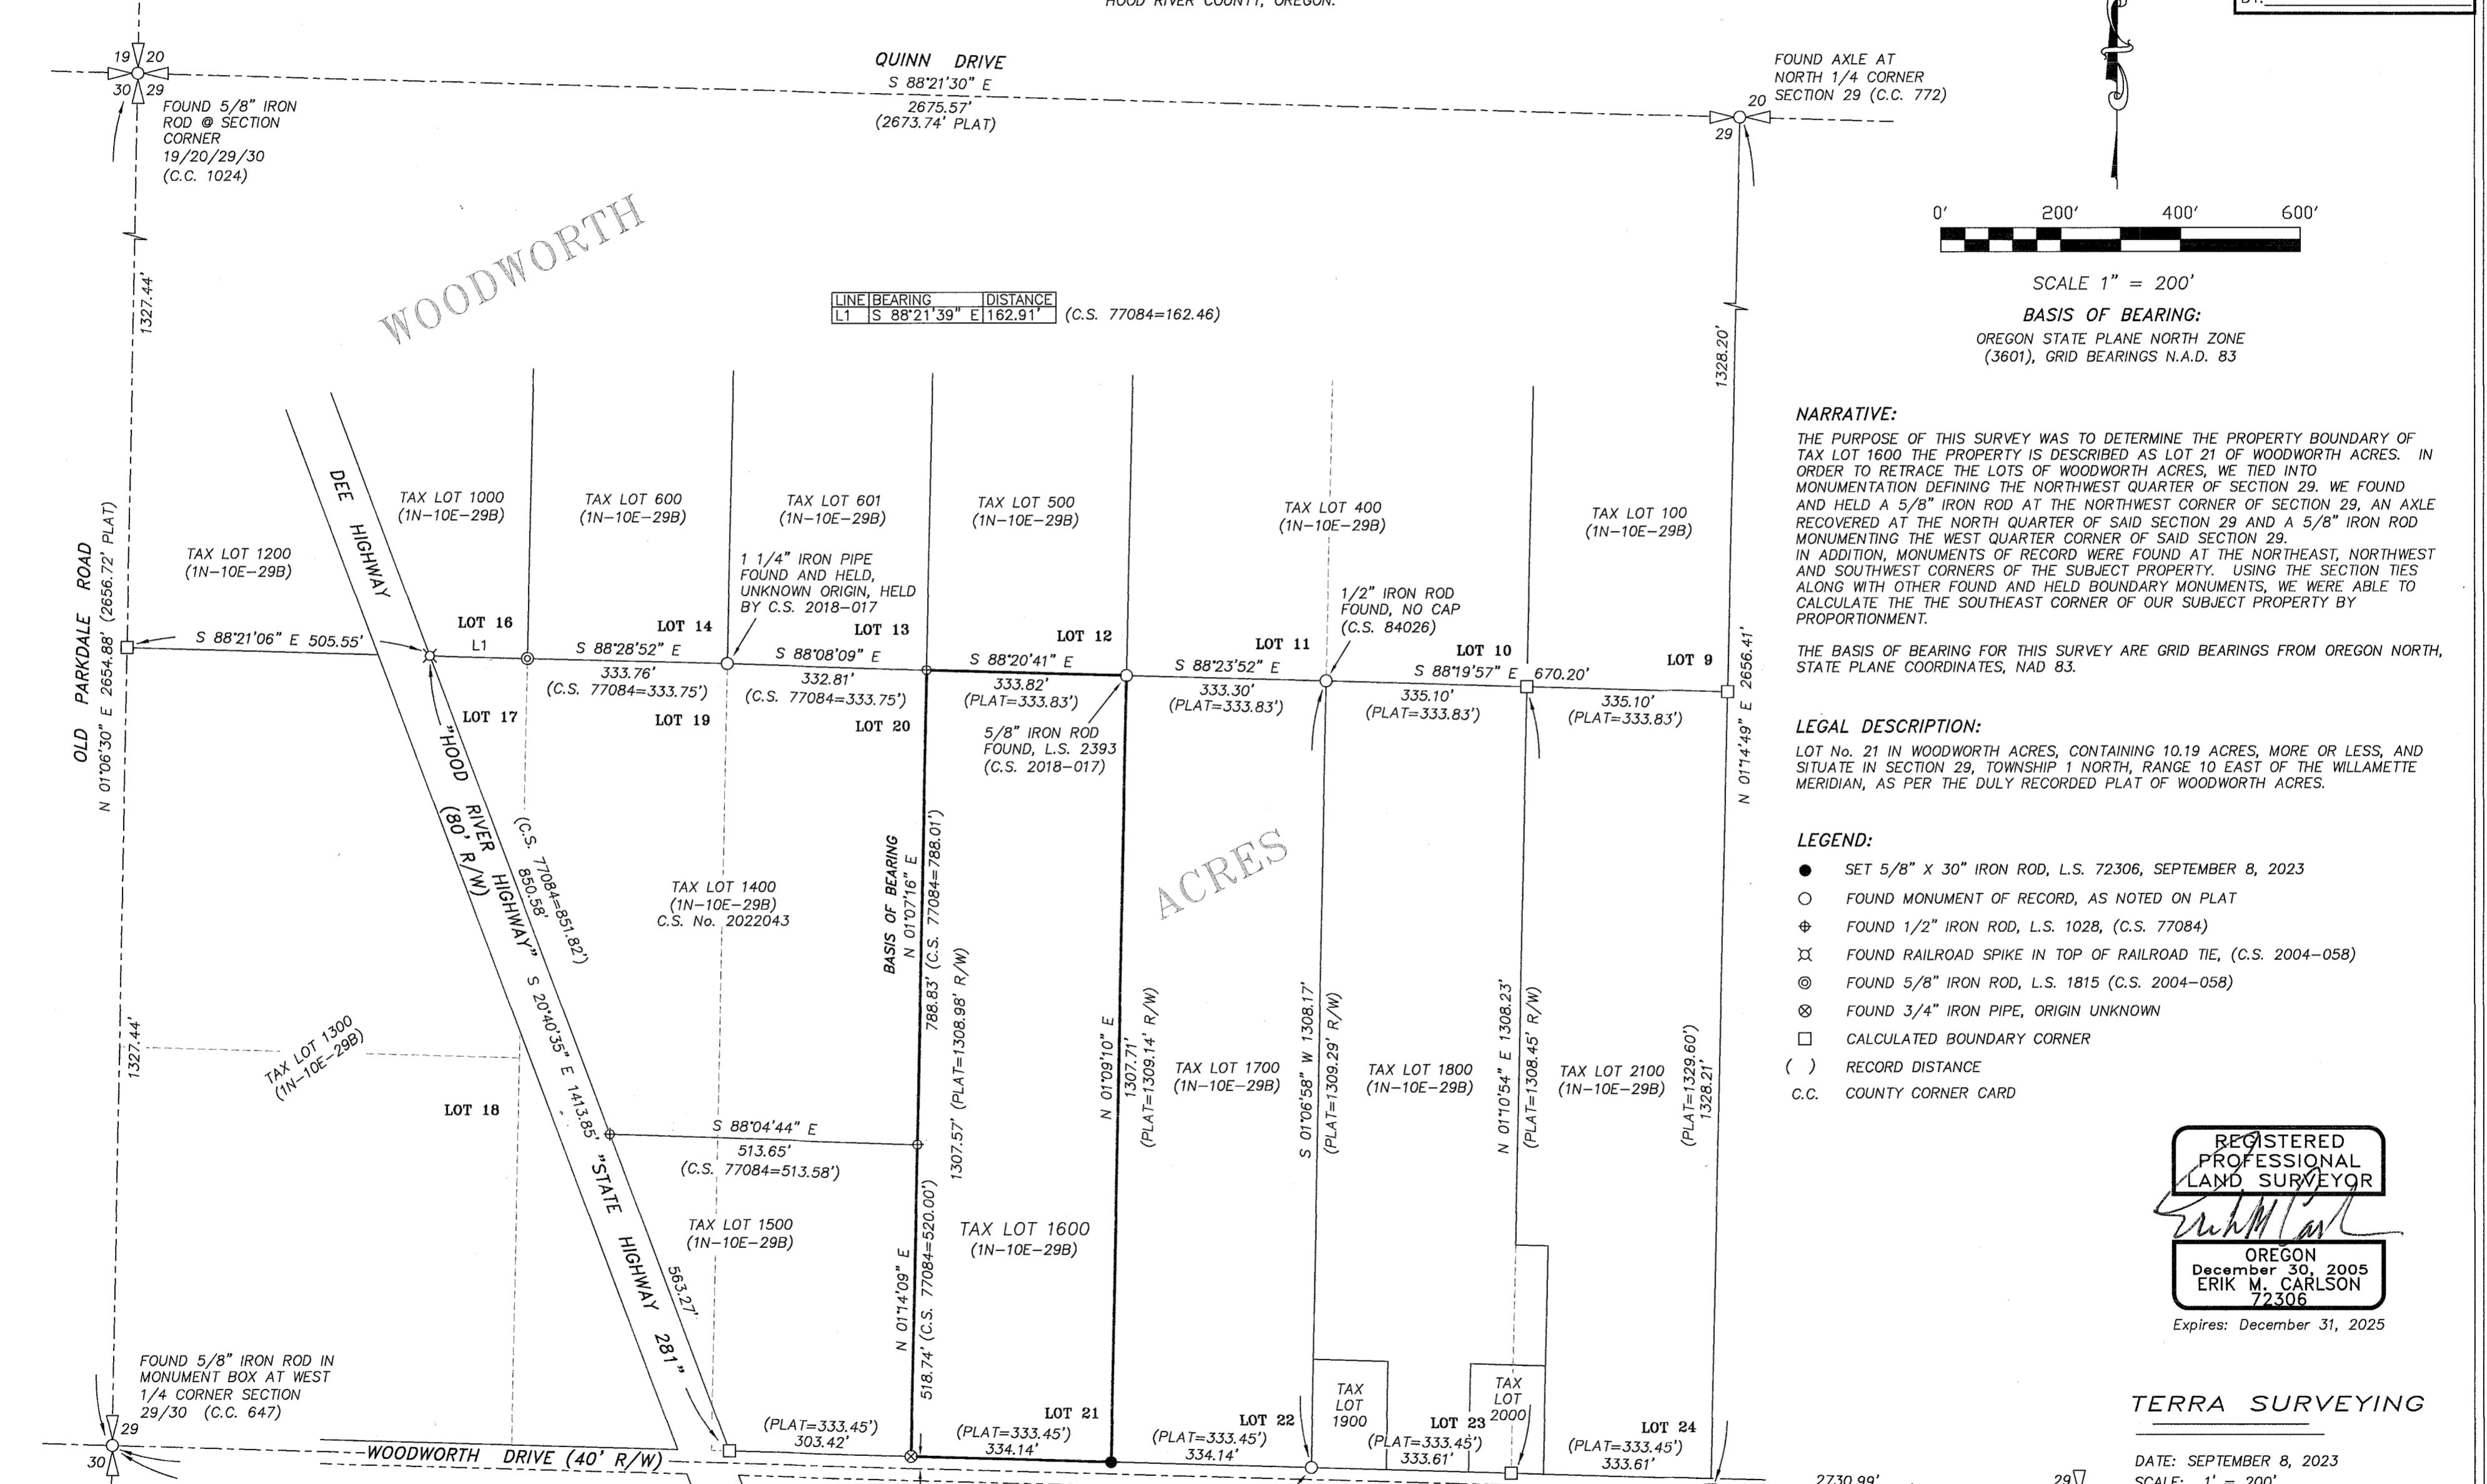 HOOD RIVER COUNTY, OREGON.
BY:
19 20
30 29
FOUND 5/8" IRON
ROD @ SECTION
CORNER
19/20/29/30
(C.C. 1024)
QUINN DRIVE
S 88°21'30" E
2675.57'
(2673.74' PLAT)
FOUND AXLE AT
NORTH 1/4 CORNER
SECTION 29 (C.C. 772)
20
29
WOODWORTH
1327.44'
LINE BEARING DISTANCE
L1 S 88°21'39" E 162.91' (C.S. 77084=162.46)
1328.20'
0' 200' 400' 600'
SCALE 1" = 200'
BASIS OF BEARING:
OREGON STATE PLANE NORTH ZONE
(3601), GRID BEARINGS N.A.D. 83
NARRATIVE:
THE PURPOSE OF THIS SURVEY WAS TO DETERMINE THE PROPERTY BOUNDARY OF
TAX LOT 1600 THE PROPERTY IS DESCRIBED AS LOT 21 OF WOODWORTH ACRES. IN
ORDER TO RETRACE THE LOTS OF WOODWORTH ACRES, WE TIED INTO
MONUMENTATION DEFINING THE NORTHWEST QUARTER OF SECTION 29. WE FOUND
AND HELD A 5/8" IRON ROD AT THE NORTHWEST CORNER OF SECTION 29, AN AXLE
RECOVERED AT THE NORTH QUARTER OF SAID SECTION 29 AND A 5/8" IRON ROD
MONUMENTING THE WEST QUARTER CORNER OF SAID SECTION 29.
IN ADDITION, MONUMENTS OF RECORD WERE FOUND AT THE NORTHEAST, NORTHWEST
AND SOUTHWEST CORNERS OF THE SUBJECT PROPERTY. USING THE SECTION TIES
ALONG WITH OTHER FOUND AND HELD BOUNDARY MONUMENTS, WE WERE ABLE TO
CALCULATE THE THE SOUTHEAST CORNER OF OUR SUBJECT PROPERTY BY
PROPORTIONMENT.
THE BASIS OF BEARING FOR THIS SURVEY ARE GRID BEARINGS FROM OREGON NORTH,
STATE PLANE COORDINATES, NAD 83.
LEGAL DESCRIPTION:
LOT No. 21 IN WOODWORTH ACRES, CONTAINING 10.19 ACRES, MORE OR LESS, AND
SITUATE IN SECTION 29, TOWNSHIP 1 NORTH, RANGE 10 EAST OF THE WILLAMETTE
MERIDIAN, AS PER THE DULY RECORDED PLAT OF WOODWORTH ACRES.
LEGEND:
SET 5/8" X 30" IRON ROD, L.S. 72306, SEPTEMBER 8, 2023
FOUND MONUMENT OF RECORD, AS NOTED ON PLAT
FOUND 1/2" IRON ROD, L.S. 1028, (C.S. 77084)
FOUND RAILROAD SPIKE IN TOP OF RAILROAD TIE, (C.S. 2004-058)
FOUND 5/8" IRON ROD, L.S. 1815 (C.S. 2004-058)
FOUND 3/4" IRON PIPE, ORIGIN UNKNOWN
CALCULATED BOUNDARY CORNER
( ) RECORD DISTANCE
C.C. COUNTY CORNER CARD
REGISTERED
PROFESSIONAL
LAND SURVEYOR
OREGON
December 30, 2005
ERIK M. CARLSON
72306
Expires: December 31, 2025
TERRA SURVEYING
DATE: SEPTEMBER 8, 2023
SCALE: 1' = 200'
OLD PARKDALE ROAD
N 01°06'30" E 2654.88' (2656.72' PLAT)
DEE HIGHWAY
TAX LOT 1200
(1N-10E-29B)
TAX LOT 1000
(1N-10E-29B)
TAX LOT 600
(1N-10E-29B)
TAX LOT 601
(1N-10E-29B)
TAX LOT 500
(1N-10E-29B)
TAX LOT 400
(1N-10E-29B)
TAX LOT 100
(1N-10E-29B)
1 1/4" IRON PIPE
FOUND AND HELD,
UNKNOWN ORIGIN, HELD
BY C.S. 2018-017
1/2" IRON ROD
FOUND, NO CAP
(C.S. 84026)
LOT 16
LOT 14
LOT 13
LOT 12
LOT 11
LOT 10
LOT 9
S 88°21'06" E 505.55'
L1
S 88°28'52" E
333.76'
(C.S. 77084=333.75')
S 88°08'09" E
332.81'
(C.S. 77084=333.75')
S 88°20'41" E
333.82'
(PLAT=333.83')
S 88°23'52" E
333.30'
(PLAT=333.83')
S 88°19'57" E 670.20'
335.10'
(PLAT=333.83')
335.10'
(PLAT=333.83')
N 01°14'49" E 2656.41'
LOT 17
LOT 19
LOT 20
5/8" IRON ROD
FOUND, L.S. 2393
(C.S. 2018-017)
"HOOD RIVER HIGHWAY"
(80' R/W)
(C.S. 77084=851.82')
850.58'
S 20°40'35" E 1413.85'
"STATE HIGHWAY 281"
563.27'
TAX LOT 1400
(1N-10E-29B)
C.S. No. 2022043
BASIS OF BEARING
N 01°07'16" E
788.83' (C.S. 77084=788.01')
1307.57' (PLAT=1308.98' R/W)
ACRES
N 01°09'10" E
1307.71'
(PLAT=1309.14' R/W)
S 01°06'58" W 1308.17'
(PLAT=1309.29' R/W)
N 01°10'54" E 1308.23'
(PLAT=1308.45' R/W)
(PLAT=1329.60')
1328.21'
1327.44'
TAX LOT 1300
(1N-10E-29B)
LOT 18
TAX LOT 1700
(1N-10E-29B)
TAX LOT 1800
(1N-10E-29B)
TAX LOT 2100
(1N-10E-29B)
S 88°04'44" E
513.65'
(C.S. 77084=513.58')
TAX LOT 1500
(1N-10E-29B)
N 01°14'09" E
518.74' (C.S. 77084=520.00')
TAX LOT 1600
(1N-10E-29B)
FOUND 5/8" IRON ROD IN
MONUMENT BOX AT WEST
1/4 CORNER SECTION
29/30 (C.C. 647)
29
30
WOODWORTH DRIVE (40' R/W)
(PLAT=333.45')
303.42'
LOT 21
(PLAT=333.45')
334.14'
LOT 22
(PLAT=333.45')
334.14'
TAX
LOT
1900
LOT 23
(PLAT=333.45')
333.61'
TAX
LOT
2000
LOT 24
(PLAT=333.45')
333.61'
2730.99'
29